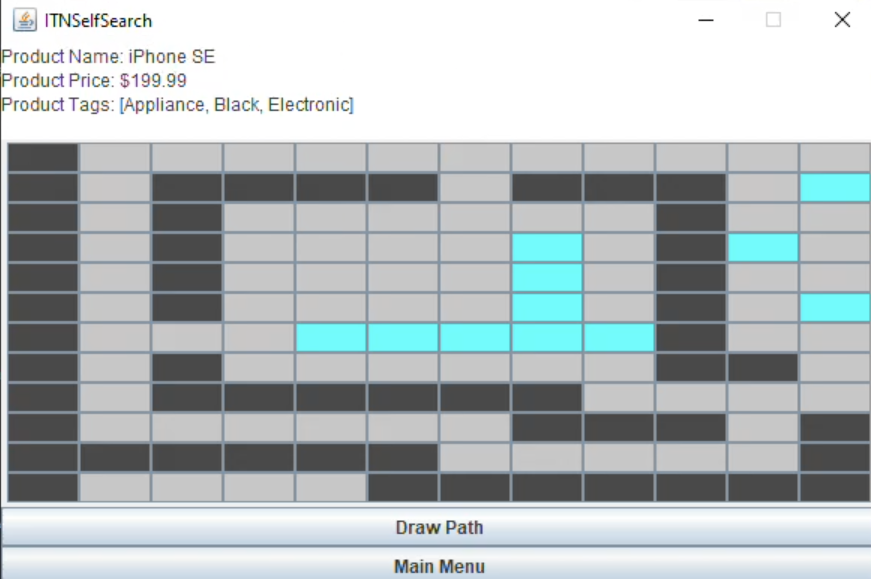 ITNSelfSearch
Product Name: iPhone SE
Product Price: $199.99
Product Tags: [Appliance, Black, Electronic]
Draw Path
Main Menu